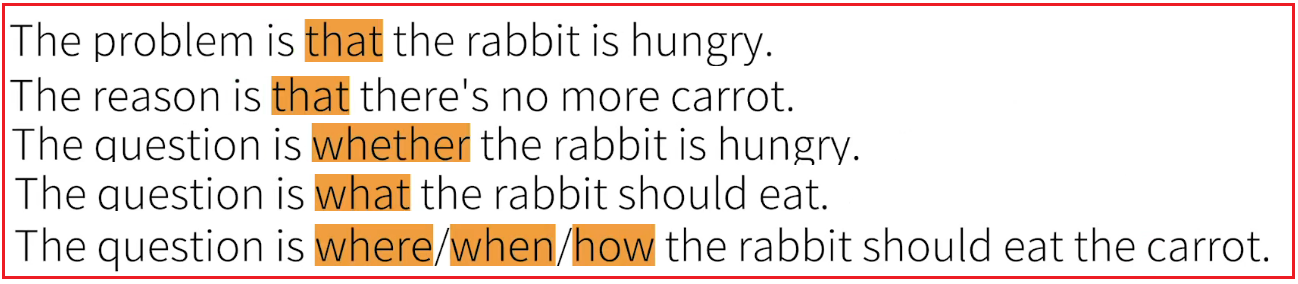 The problem is that the rabbit is hungry.
The reason is that there's no more carrot.
The question is whether the rabbit is hungry.
The question is what the rabbit should eat.
The question is where/when/how the rabbit should eat the carrot.